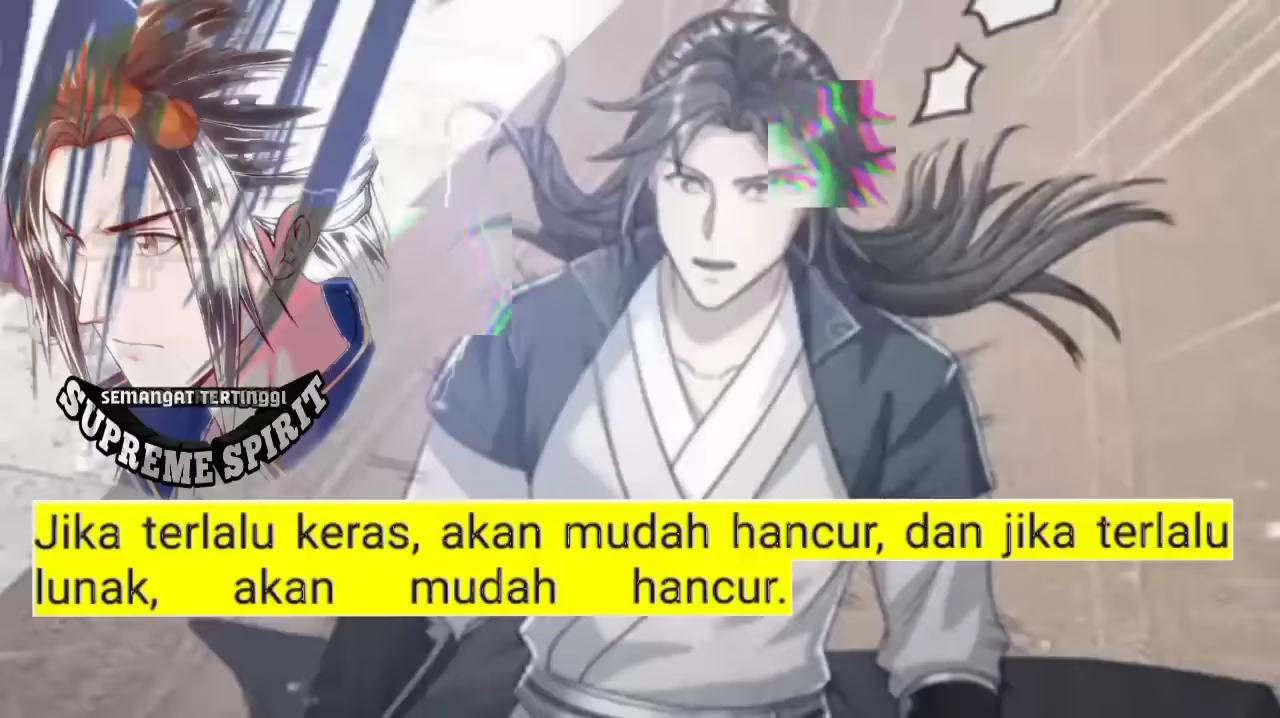 SEMANGAT TERTINGGI
SUPREME SPIRIT
Jika terlalu keras, akan mudah hancur, dan jika terlalu
lunak, akan mudah hancur.